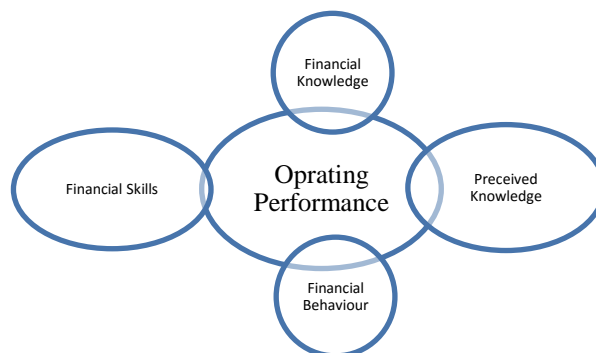 Financial
Knowledge
Financial Skills
Oprating
Performance
Preceived
Knowledge
Financial
Behaviour